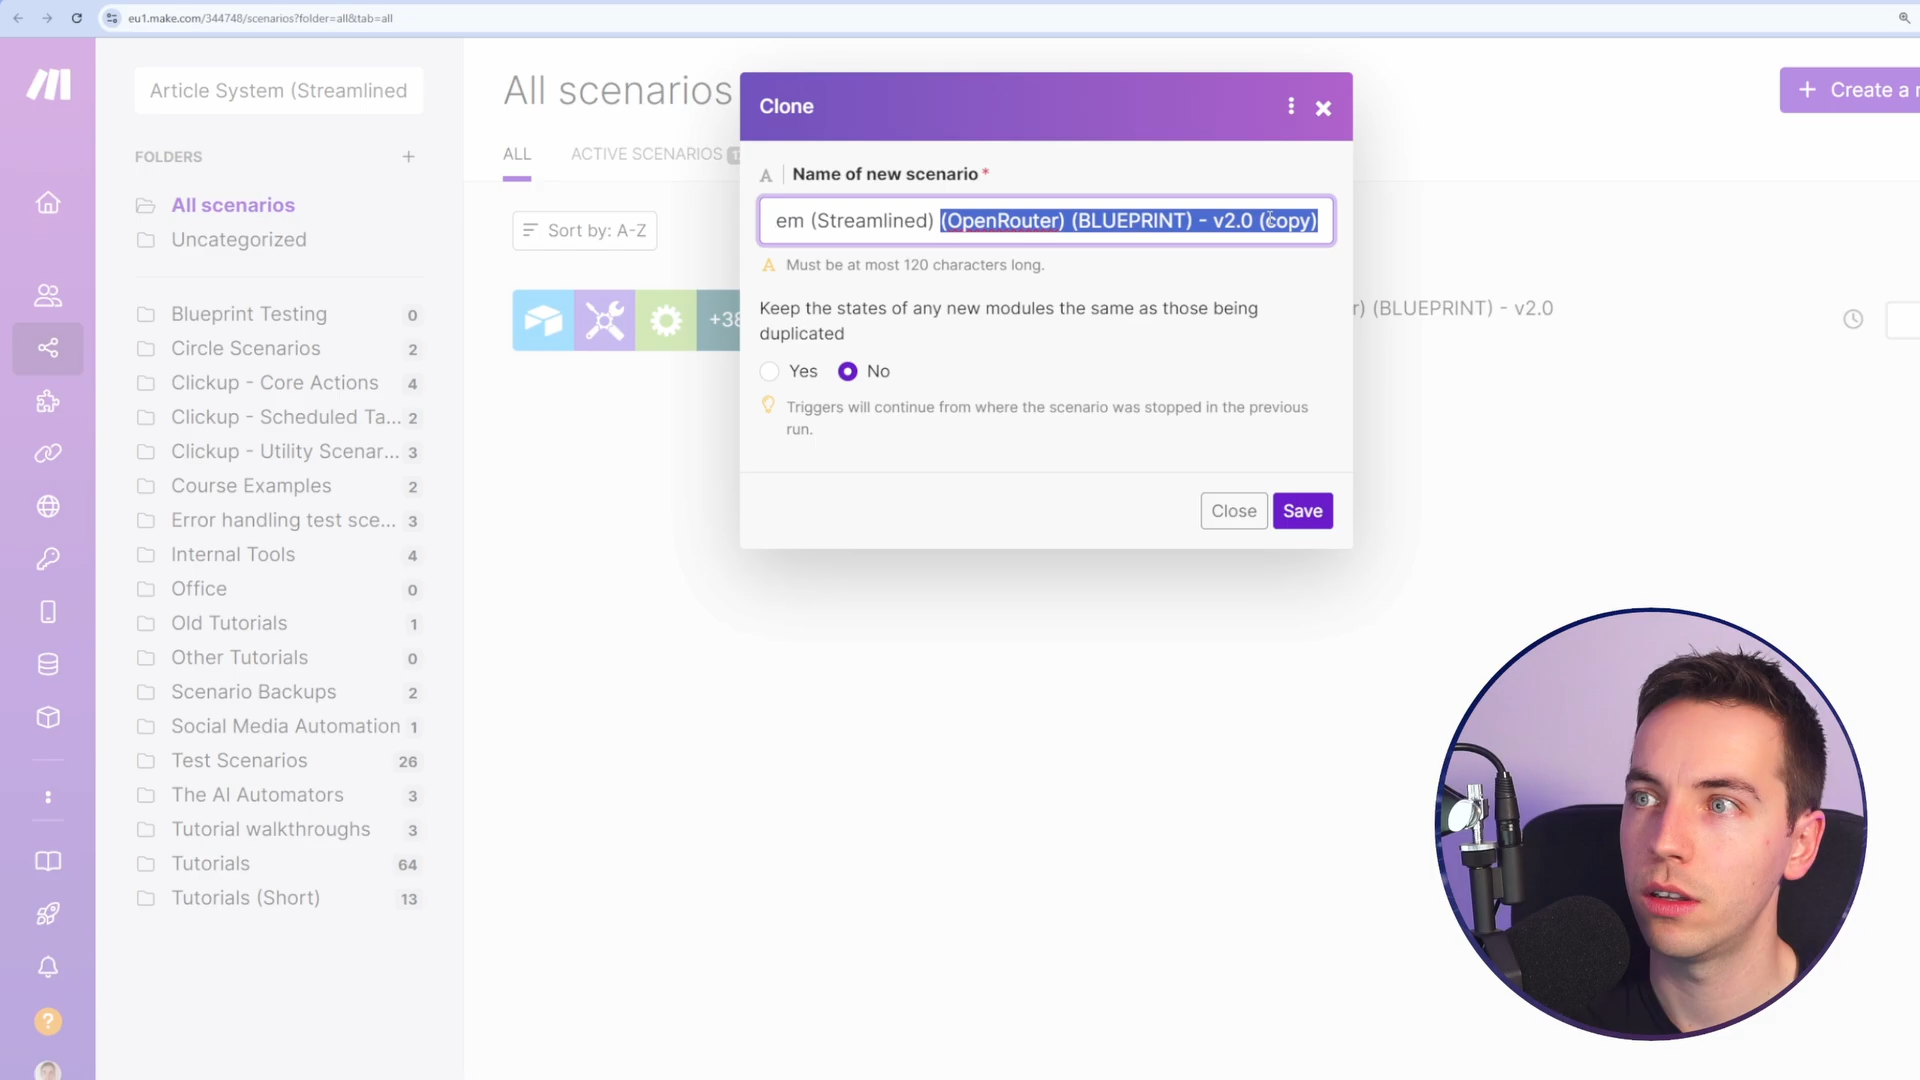 eu1.make.com/344748/scenarios?folder=all&tab=all
Article System (Streamlined
FOLDERS
All scenarios
Uncategorized
Blueprint Testing 0
Circle Scenarios 2
Clickup - Core Actions 4
Clickup - Scheduled Ta... 2
Clickup - Utility Scenar... 3
Course Examples 2
Error handling test sce... 3
Internal Tools 4
Office 0
Old Tutorials 1
Other Tutorials 0
Scenario Backups 2
Social Media Automation 1
Test Scenarios 26
The AI Automators 3
Tutorial walkthroughs 3
Tutorials 64
Tutorials (Short) 13
All scenarios
+ Create a
ALL ACTIVE SCENARIOS
Sort by: A-Z
+38
r) (BLUEPRINT) - v2.0
Clone
A Name of new scenario *
em (Streamlined) (OpenRouter) (BLUEPRINT) - v2.0 (copy)
A Must be at most 120 characters long.
Keep the states of any new modules the same as those being
duplicated
Yes No
Triggers will continue from where the scenario was stopped in the previous
run.
Close Save
?